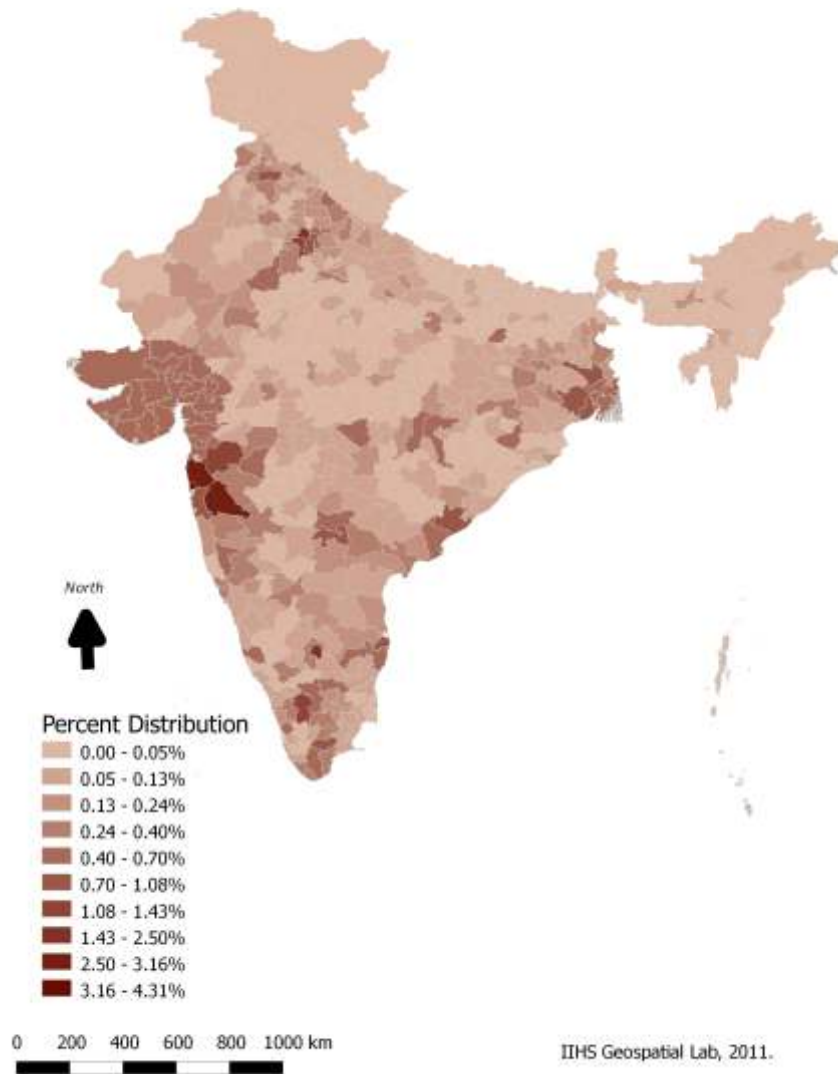 North
Percent Distribution
0.00 - 0.05%
0.05 - 0.13%
0.13 - 0.24%
0.24 - 0.40%
0.40 - 0.70%
0.70 - 1.08%
1.08 - 1.43%
1.43 - 2.50%
2.50 - 3.16%
3.16 - 4.31%
0 200 400 600 800 1000 km
IIHS Geospatial Lab, 2011.